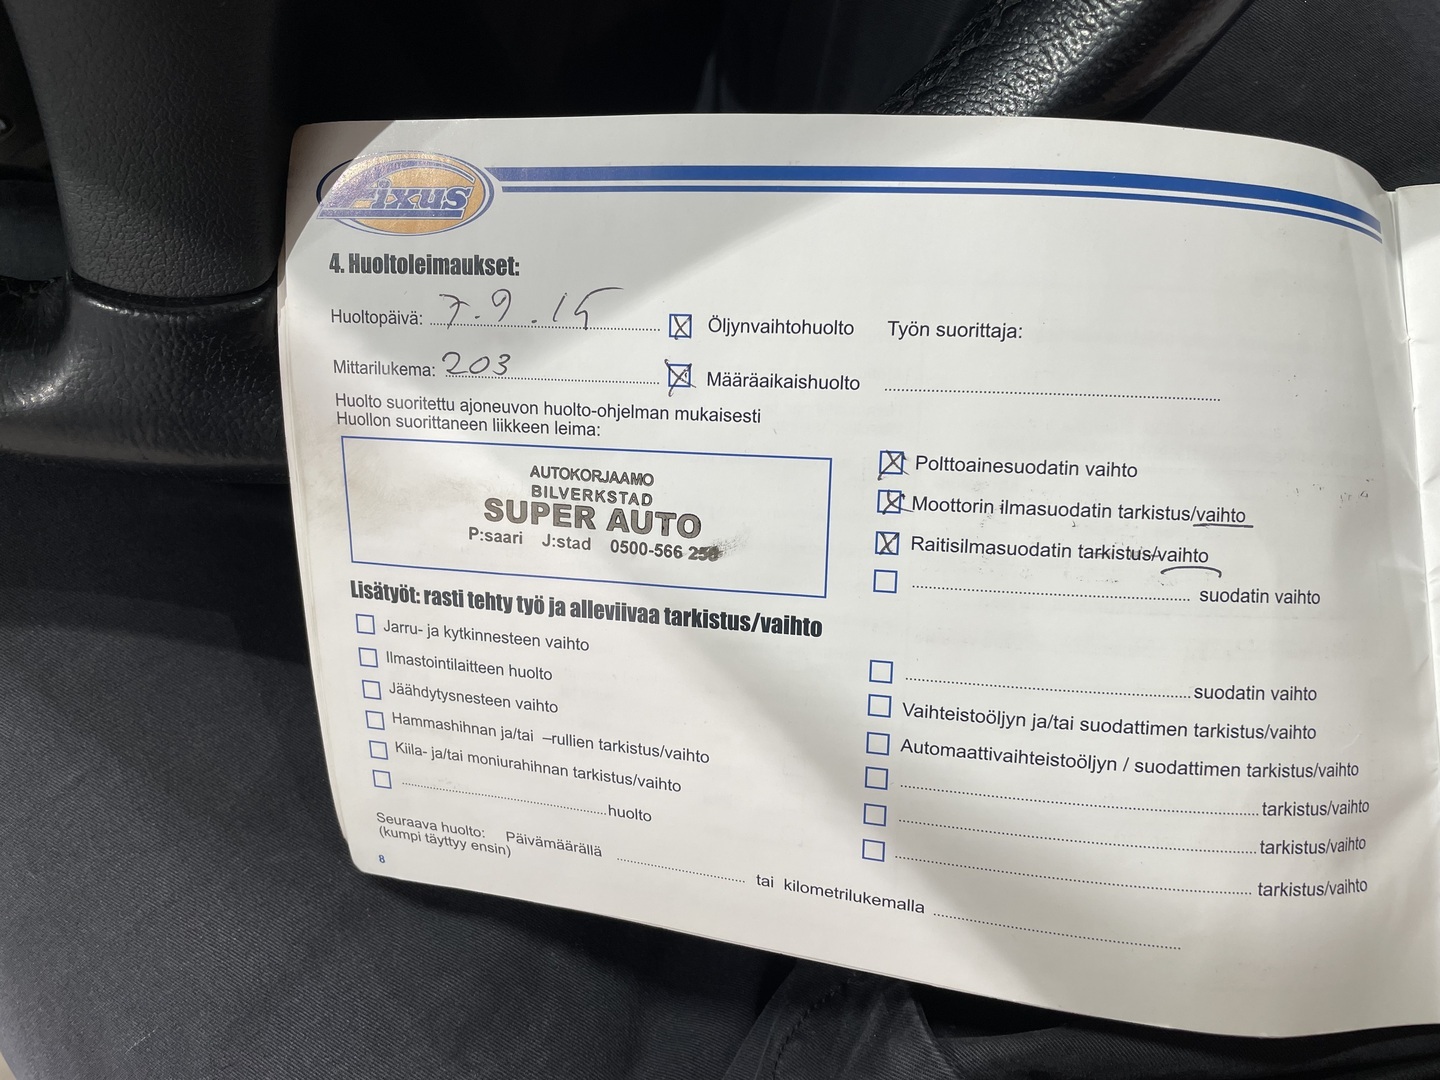 Fixus
4. Huoltoleimaukset:
Huoltopäivä: 7.9.15
Öljynvaihtohuolto
Työn suorittaja:
Mittarilukema: 203
Määräaikaishuolto
Huolto suoritettu ajoneuvon huolto-ohjelman mukaisesti
Huollon suorittaneen liikkeen leima:
AUTOKORJAAMO
BILVERKSTAD
SUPER AUTO
P:saari J:stad 0500-566 250
Polttoainesuodatin vaihto
Moottorin ilmasuodatin tarkistus/vaihto
Raitisilmasuodatin tarkistus/vaihto
suodatin vaihto
Lisätyöt: rasti tehty työ ja alleviivaa tarkistus/vaihto
Jarru- ja kytkinnesteen vaihto
Ilmastointilaitteen huolto
Jäähdytysnesteen vaihto
Hammashihnan ja/tai –rullien tarkistus/vaihto
Kiila- ja/tai moniurahihnan tarkistus/vaihto
huolto
suodatin vaihto
Vaihteistoöljyn ja/tai suodattimen tarkistus/vaihto
Automaattivaihteistoöljyn / suodattimen tarkistus/vaihto
tarkistus/vaihto
tarkistus/vaihto
tarkistus/vaihto
Seuraava huolto: Päivämäärällä tai kilometrilukemalla
(kumpi täyttyy ensin)
8